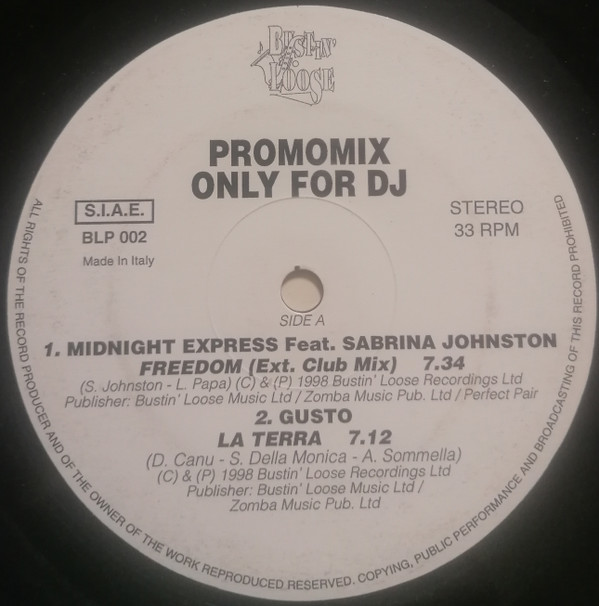 BUSTIN'
LOOSE
PROMOMIX
ONLY FOR DJ
S.I.A.E.
BLP 002
Made In Italy
STEREO
33 RPM
SIDE A
1. MIDNIGHT EXPRESS Feat. SABRINA JOHNSTON
FREEDOM (Ext. Club Mix) 7.34
(S. Johnston - L. Papa) (C) & (P) 1998 Bustin' Loose Recordings Ltd
Publisher: Bustin' Loose Music Ltd / Zomba Music Pub. Ltd / Perfect Pair
2. GUSTO
LA TERRA 7.12
(D. Canu - S. Della Monica - A. Sommella)
(C) & (P) 1998 Bustin' Loose Recordings Ltd
Publisher: Bustin' Loose Music Ltd /
Zomba Music Pub. Ltd
ALL RIGHTS OF THE RECORD PRODUCER AND OF THE OWNER OF THE WORK REPRODUCED RESERVED. COPYING, PUBLIC PERFORMANCE AND BROADCASTING OF THIS RECORD PROHIBITED